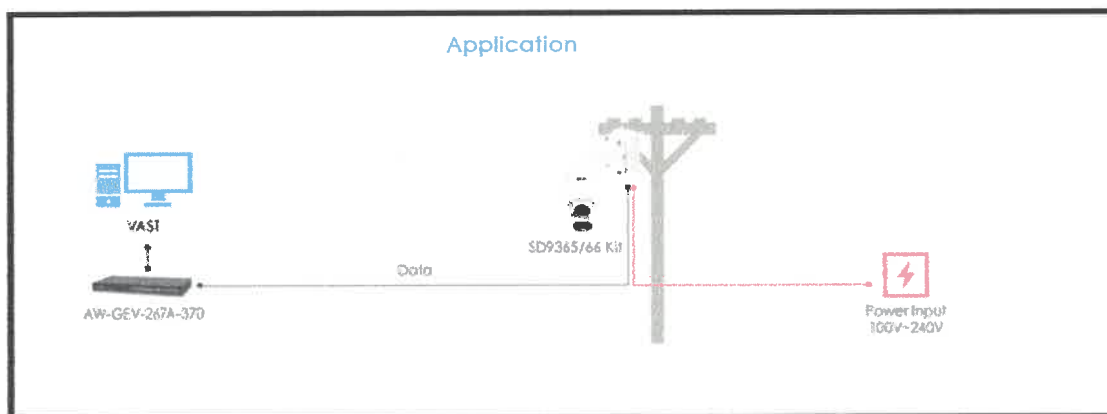 Application
VAST
SD9365/66 Kit
Data
AW-GEV-267A-370
Power Input
100V~240V